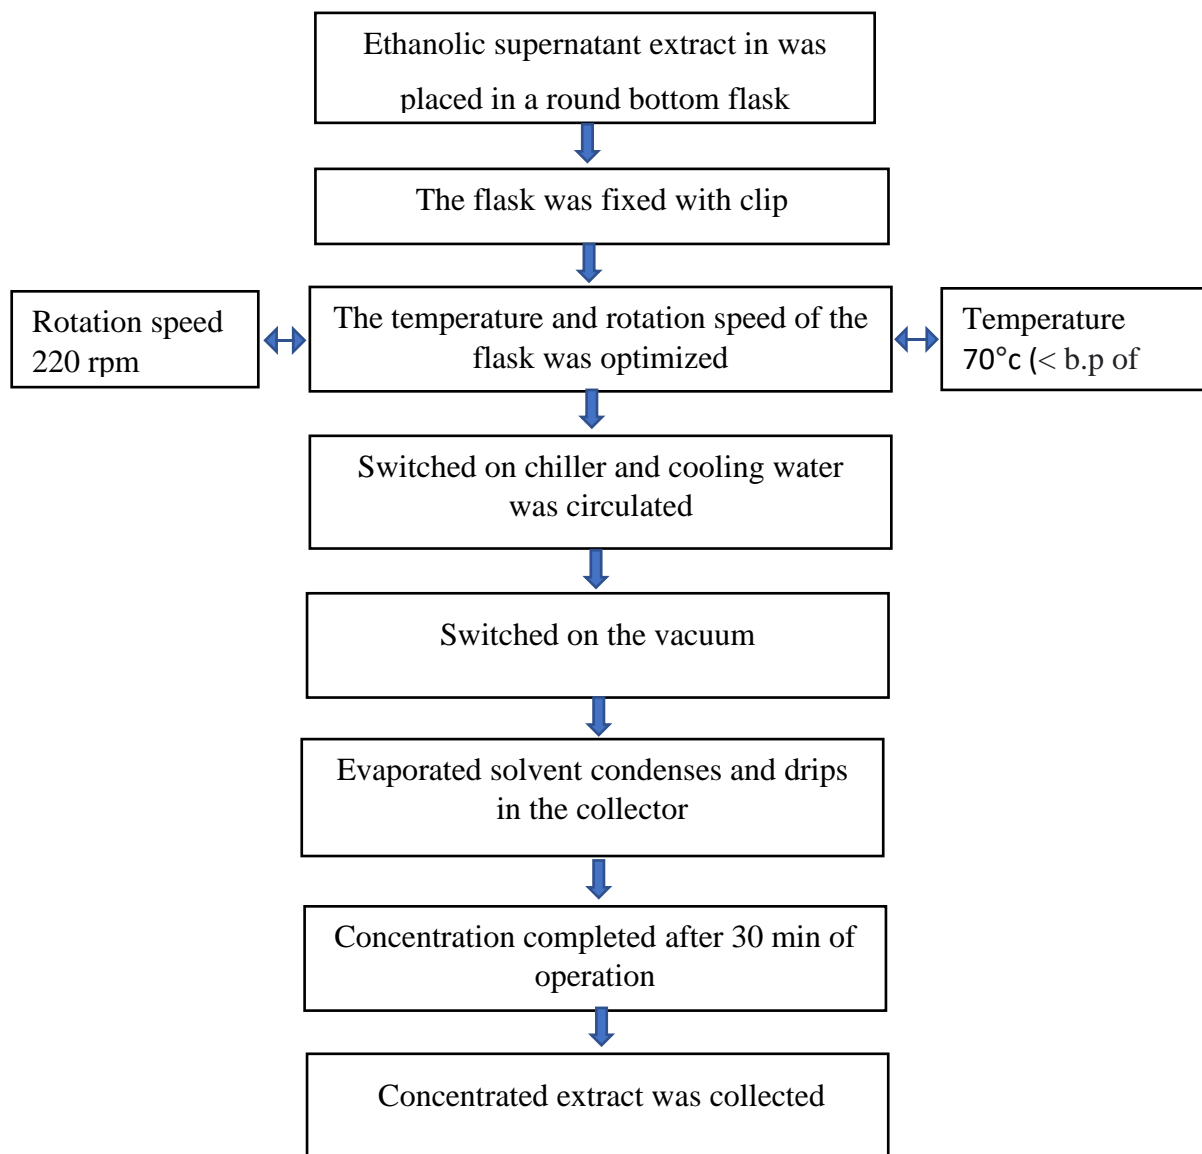 Ethanolic supernatant extract in was
placed in a round bottom flask
The flask was fixed with clip
Rotation speed
220 rpm
The temperature and rotation speed of the
flask was optimized
Temperature
70°c (< b.p of
Switched on chiller and cooling water
was circulated
Switched on the vacuum
Evaporated solvent condenses and drips
in the collector
Concentration completed after 30 min of
operation
Concentrated extract was collected